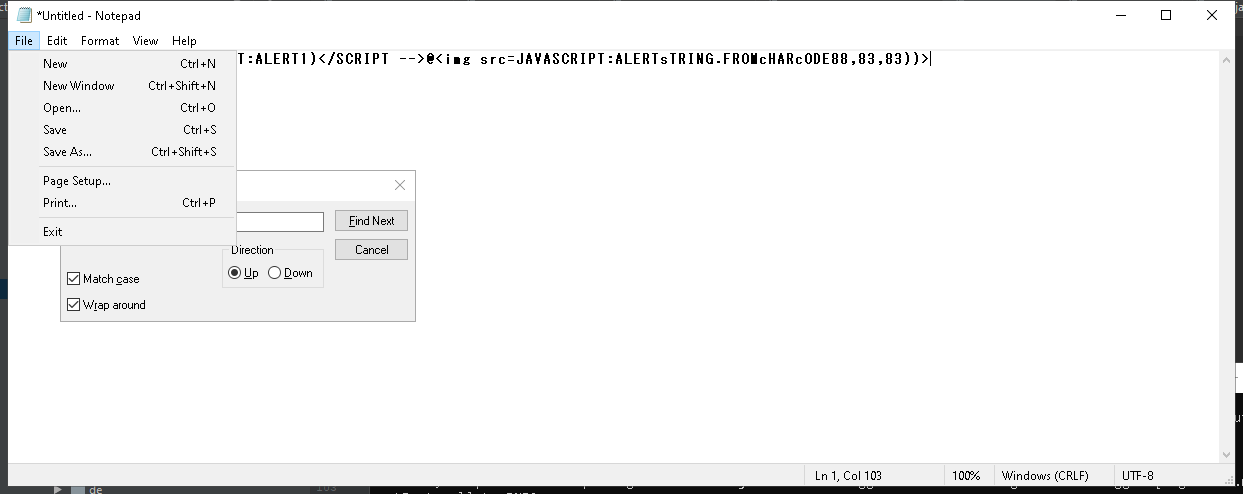 *Untitled - Notepad
File Edit Format View Help
T:ALERT1)</SCRIPT -->@<img src=JAVASCRIPT:ALERTsTRING.FROMcHARcODE88,83,83))>
New Ctrl+N
New Window Ctrl+Shift+N
Open... Ctrl+O
Save Ctrl+S
Save As... Ctrl+Shift+S
Page Setup...
Print... Ctrl+P
Exit
Find Next
Cancel
Direction
Up Down
Match case
Wrap around
Ln 1, Col 103 100% Windows (CRLF) UTF-8
de
103